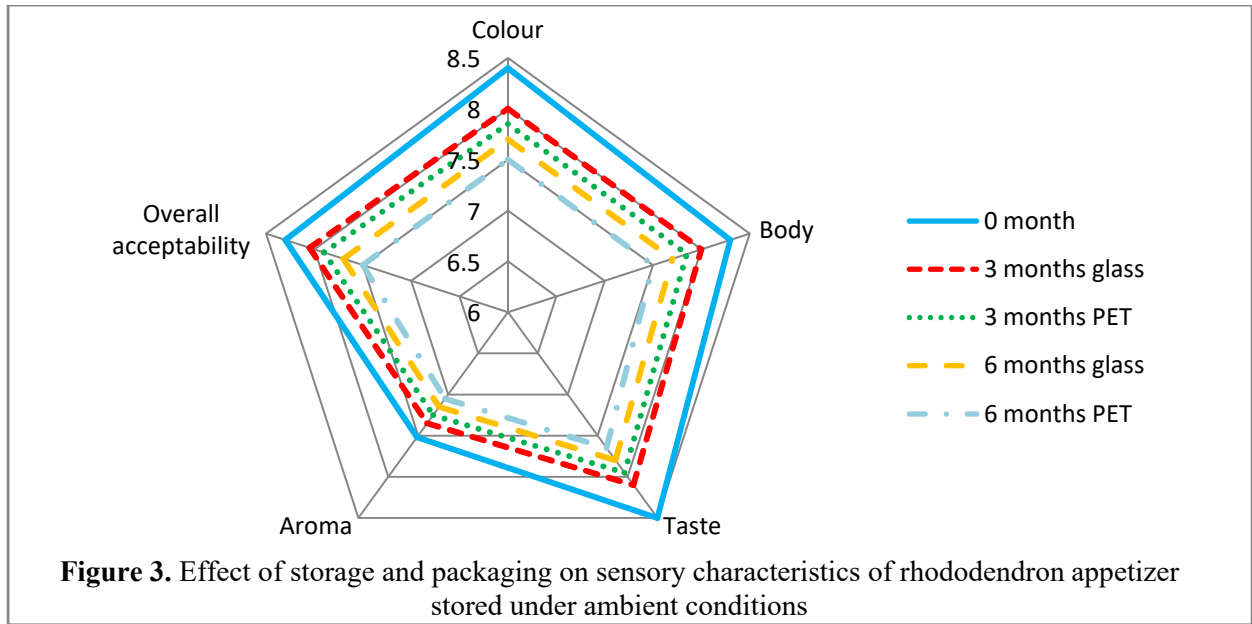 Colour
8.5
8
7.5
7
6.5
6
Body
Overall
acceptability
Aroma
Taste
0 month
3 months glass
3 months PET
6 months glass
6 months PET
Figure 3. Effect of storage and packaging on sensory characteristics of rhododendron appetizer
stored under ambient conditions